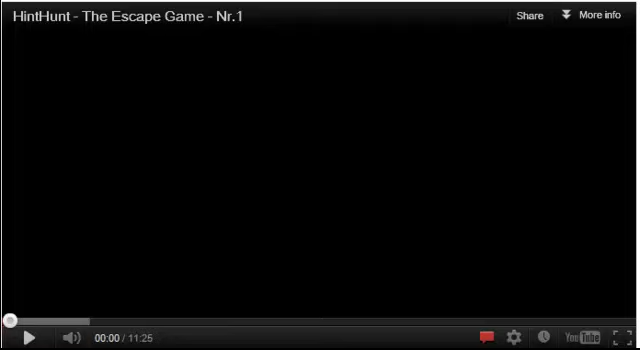 HintHunt - The Escape Game - Nr.1
Share
More info
00:00 / 11:25
YouTube